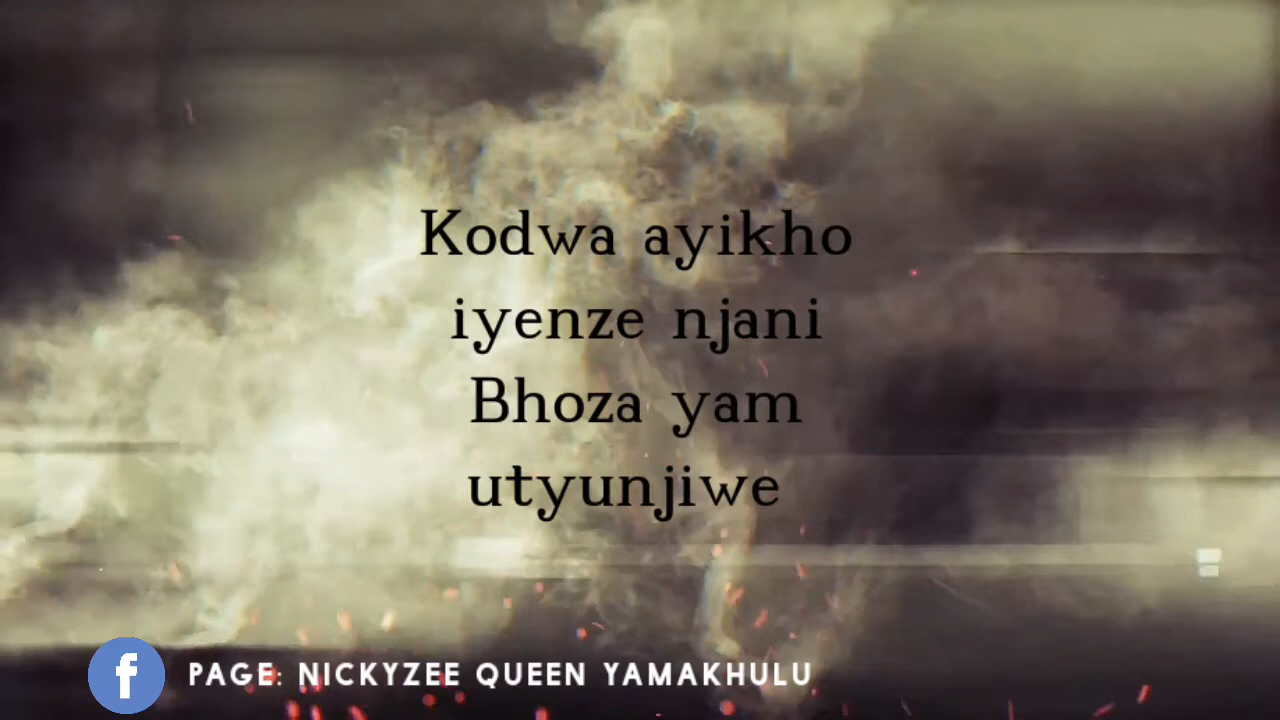 Kodwa ayikho
iyenze njani
Bhoza yam
utyunjiwe
f
PAGE: NICKYZEE QUEEN YAMAKHULU